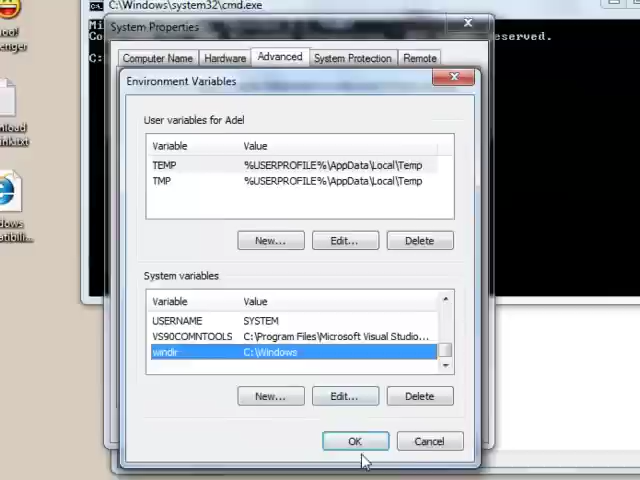 C:\Windows\system32\cmd.exe
System Properties
eserved.
C:
Computer Name Hardware Advanced System Protection Remote
Environment Variables
User variables for Adel
Variable Value
TEMP %USERPROFILE%\AppData\Local\Temp
TMP %USERPROFILE%\AppData\Local\Temp
New... Edit... Delete
System variables
Variable Value
USERNAME SYSTEM
VS90COMNTOOLS C:\Program Files\Microsoft Visual Studio...
windir C:\Windows
New... Edit... Delete
OK Cancel